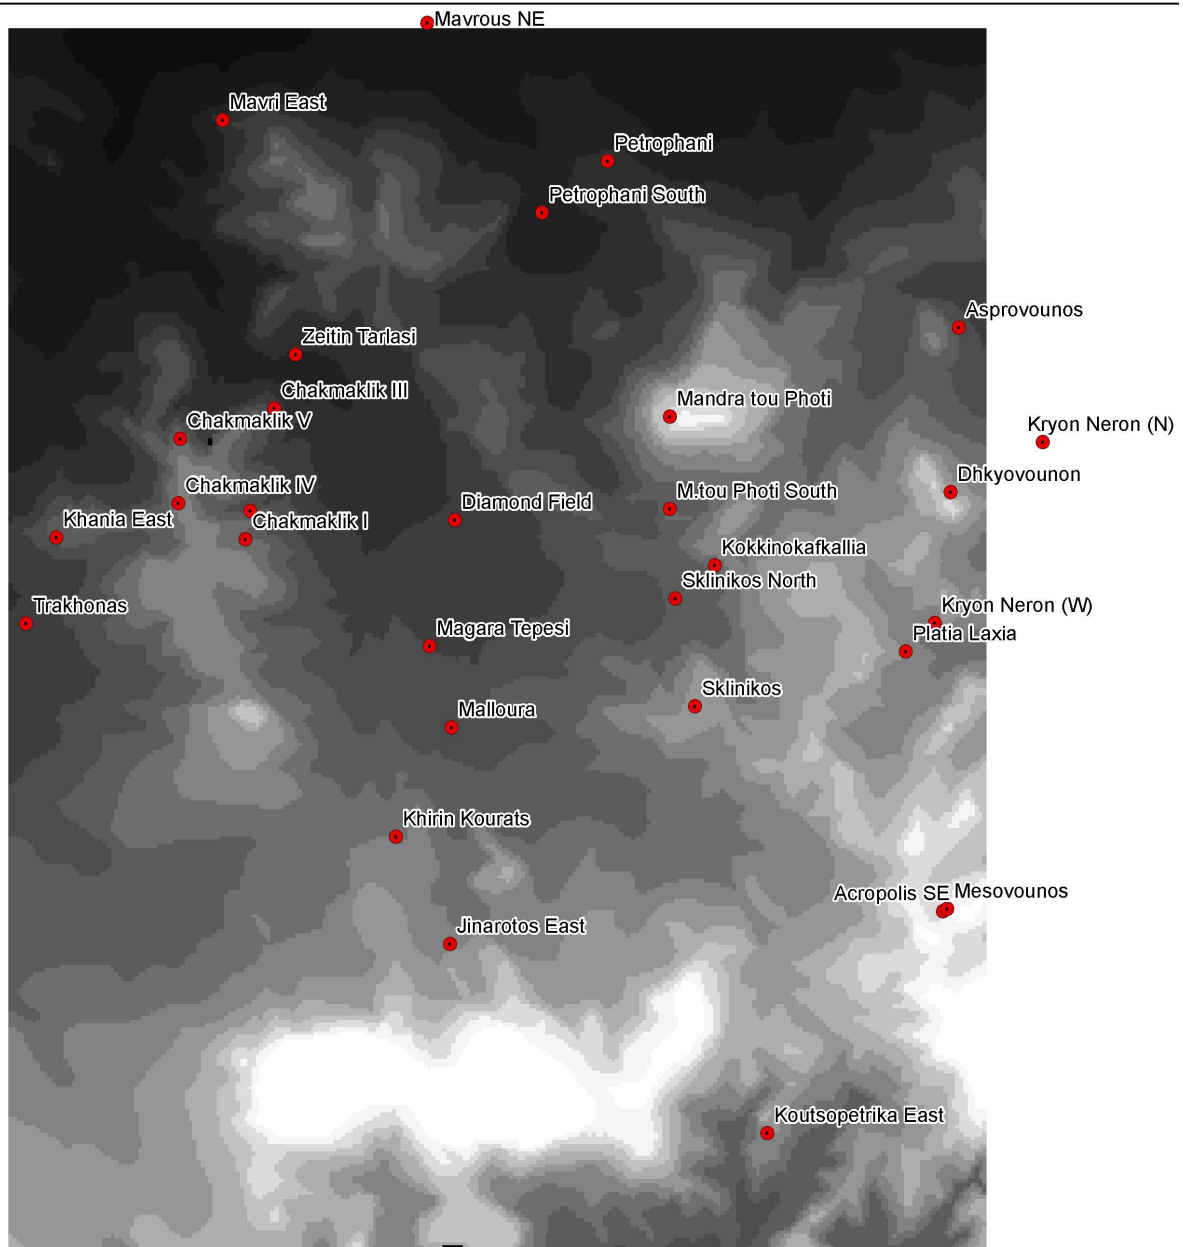 Mavrous NE
Mavri East
Petrophani
Petrophani South
Asprovounos
Zeitin Tarlasi
Chakmaklik III
Mandra tou Photi
Chakmaklik V
Kryon Neron (N)
Dhkyovounon
Chakmaklik IV
M.tou Photi South
Diamond Field
Khania East
Chakmaklik I
Kokkinokafkallia
Sklinikos North
Trakhonas
Kryon Neron (W)
Magara Tepesi
Platia Laxia
Sklinikos
Malloura
Khirin Kourats
Acropolis SE
Mesovounos
Jinarotos East
Koutsopetrika East